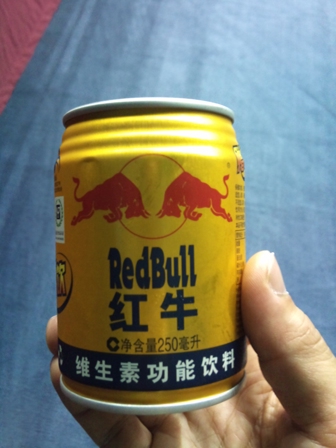 RedBull
红牛
净含量250毫升
维生素功能饮料